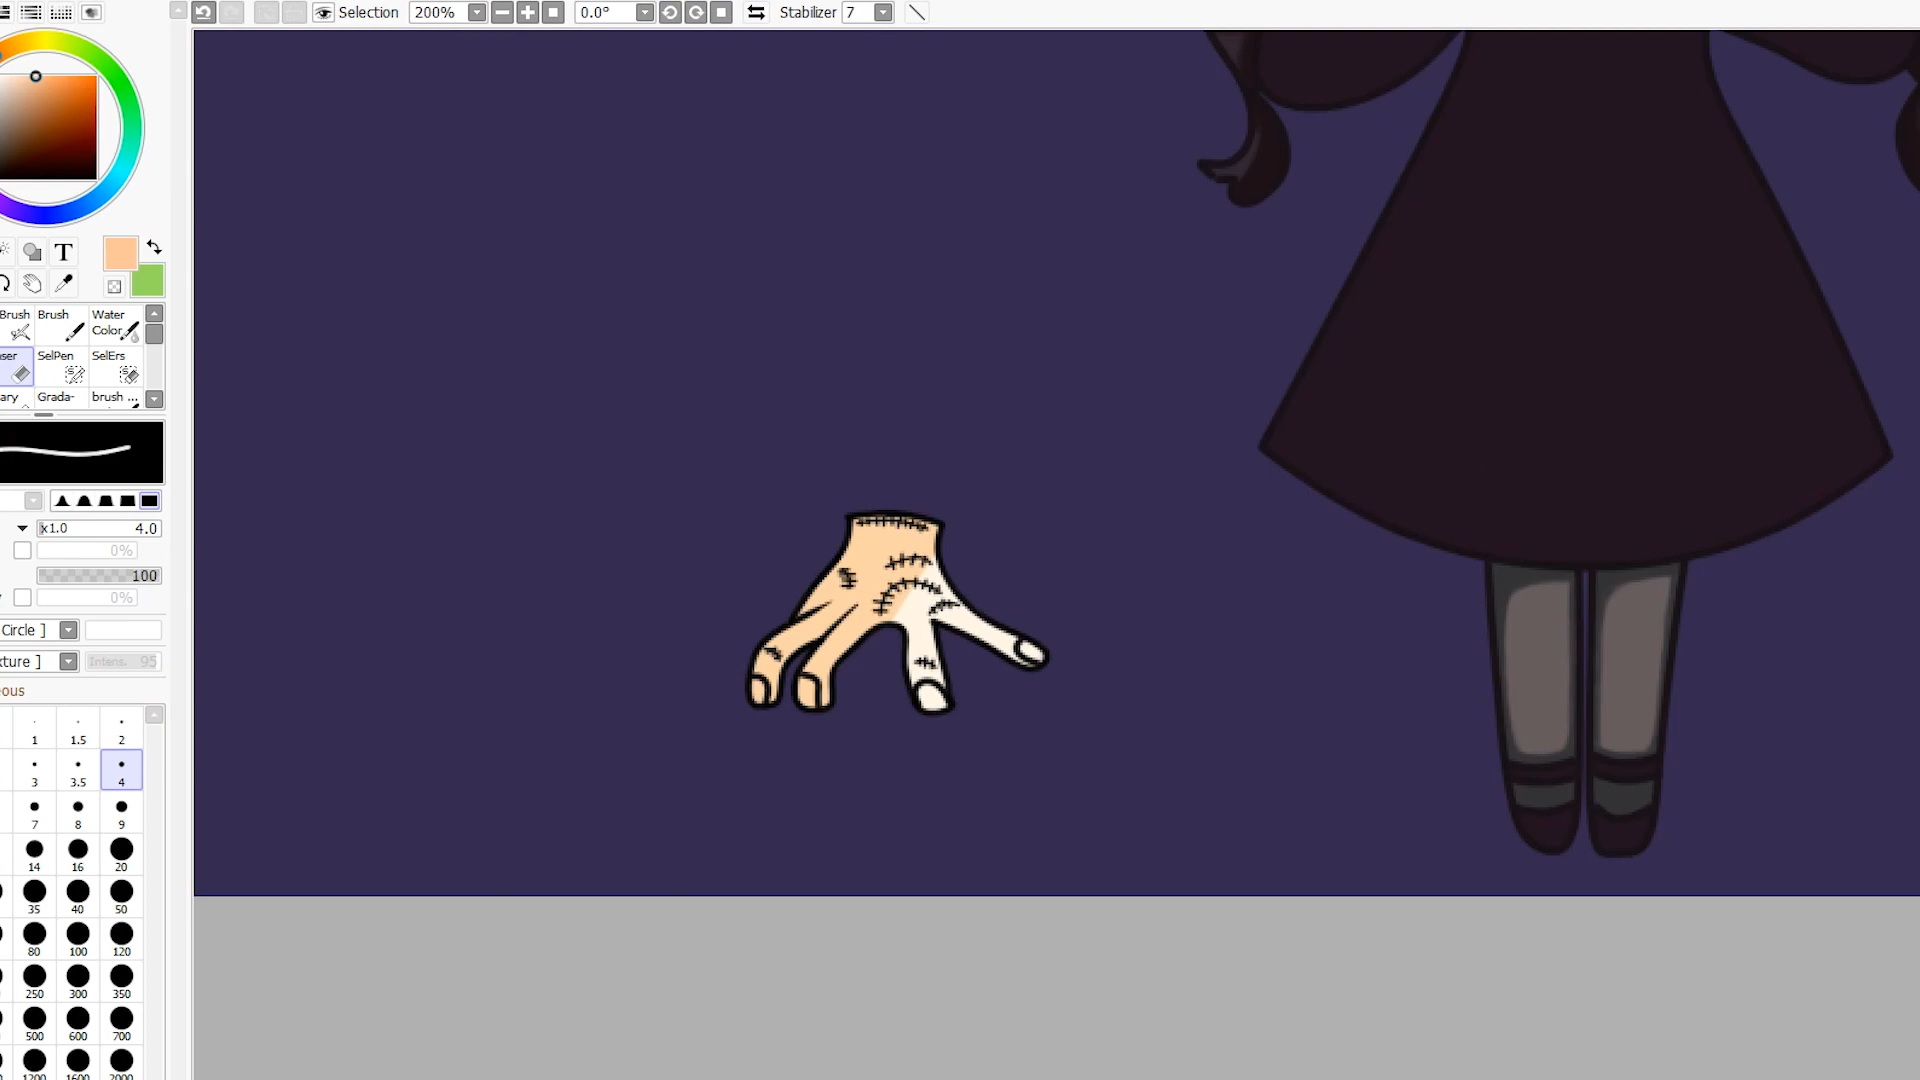 Selection 200% 0.0° Stabilizer 7
T
Brush Brush Water Color
ser SelPen SelErs
ary Grada- brush ...
x1.0 4.0
0%
100
0%
Circle ]
xture ] Intens. 95
ous
1 1.5 2
3 3.5 4
7 8 9
14 16 20
35 40 50
80 100 120
250 300 350
500 600 700
1200 1600 2000